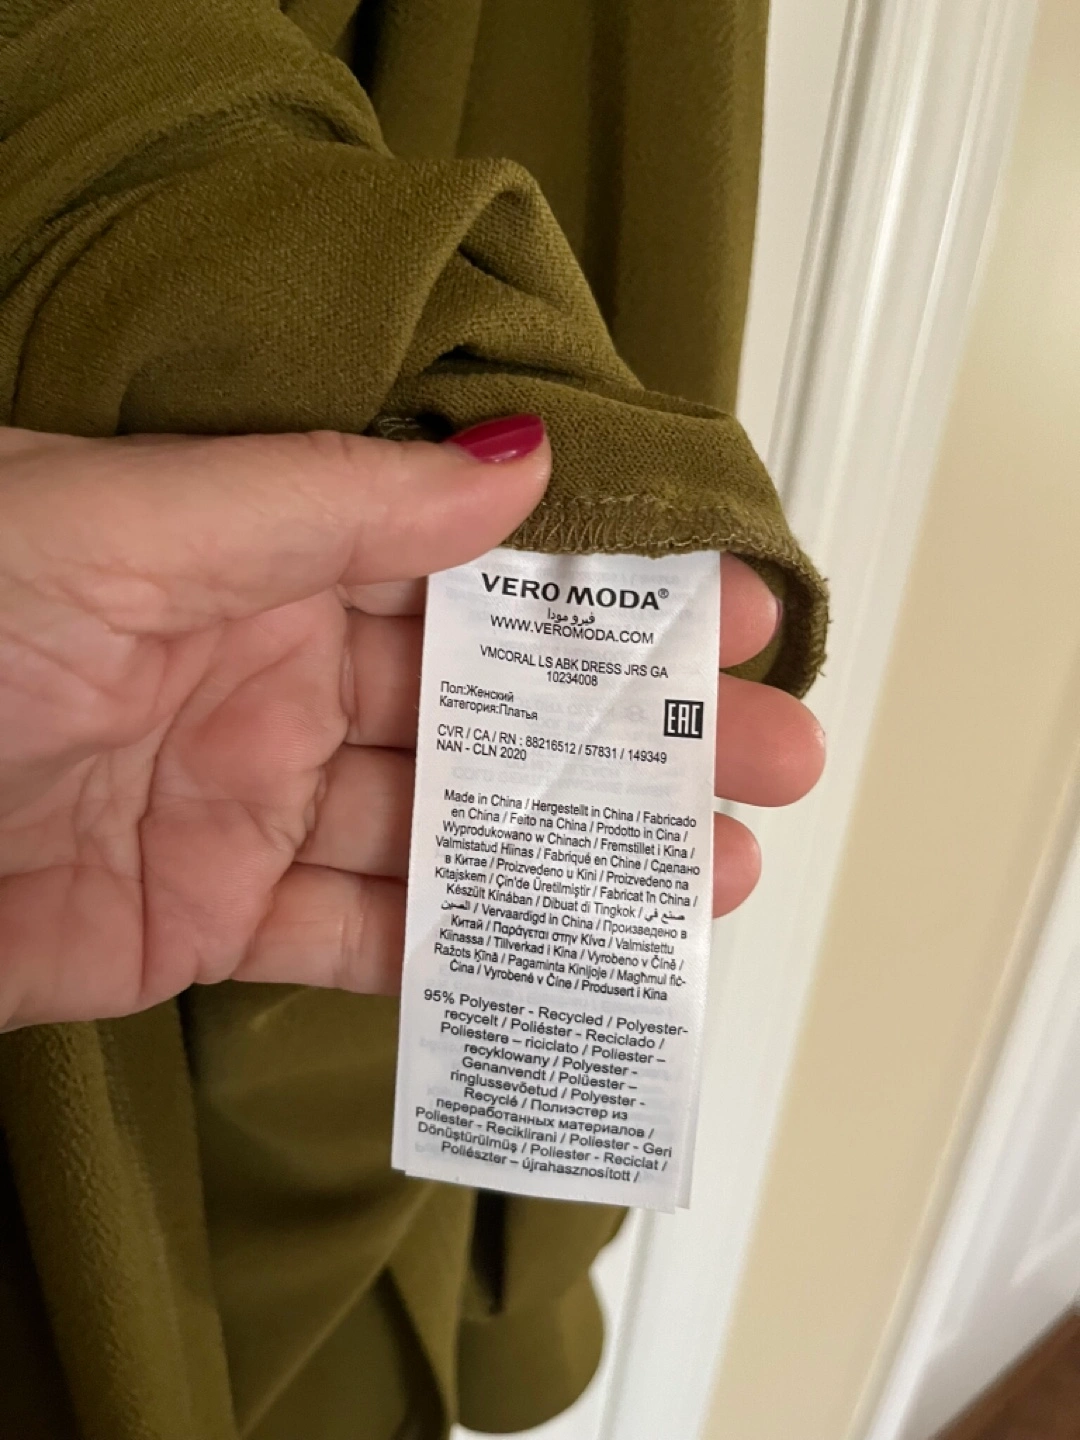 VERO MODA®
فيرو مودا
WWW.VEROMODA.COM
VMCORAL LS ABK DRESS JRS GA
10234008
Пол:Женский
Категория:Платья
EAC
CVR / CA / RN : 88216512 / 57831 / 149349
NAN - CLN 2020
Made in China / Hergestellt in China / Fabricado
en China / Feito na China / Prodotto in Cina /
Wyprodukowano w Chinach / Fremstillet i Kina /
Valmistatud Hiinas / Fabriqué en Chine / Сделано
в Китае / Proizvedeno u Kini / Proizvedeno na
Kitajskem / Çin'de Üretilmiştir / Fabricat în China /
Készült Kínában / Dibuat di Tingkok / صنع في
الصين / Vervaardigd in China / Произведено в
Китай / Παράγεται στην Κίνα / Valmistettu
Kiinassa / Tillverkad i Kina / Vyrobeno v Číně /
Ražots Ķīnā / Pagaminta Kinijoje / Magħmul fiċ-
Ċina / Vyrobené v Číne / Produsert i Kina
95% Polyester - Recycled / Polyester-
recycelt / Poliéster - Reciclado /
Poliestere – riciclato / Poliester –
recyklowany / Polyester -
Genanvendt / Polüester –
ringlussevõetud / Polyester -
Recyclé / Полиэстер из
переработанных материалов /
Poliester - Reciklirani / Poliester - Geri
Dönüştürülmüş / Poliester - Reciclat /
Poliészter – újrahasznosított /